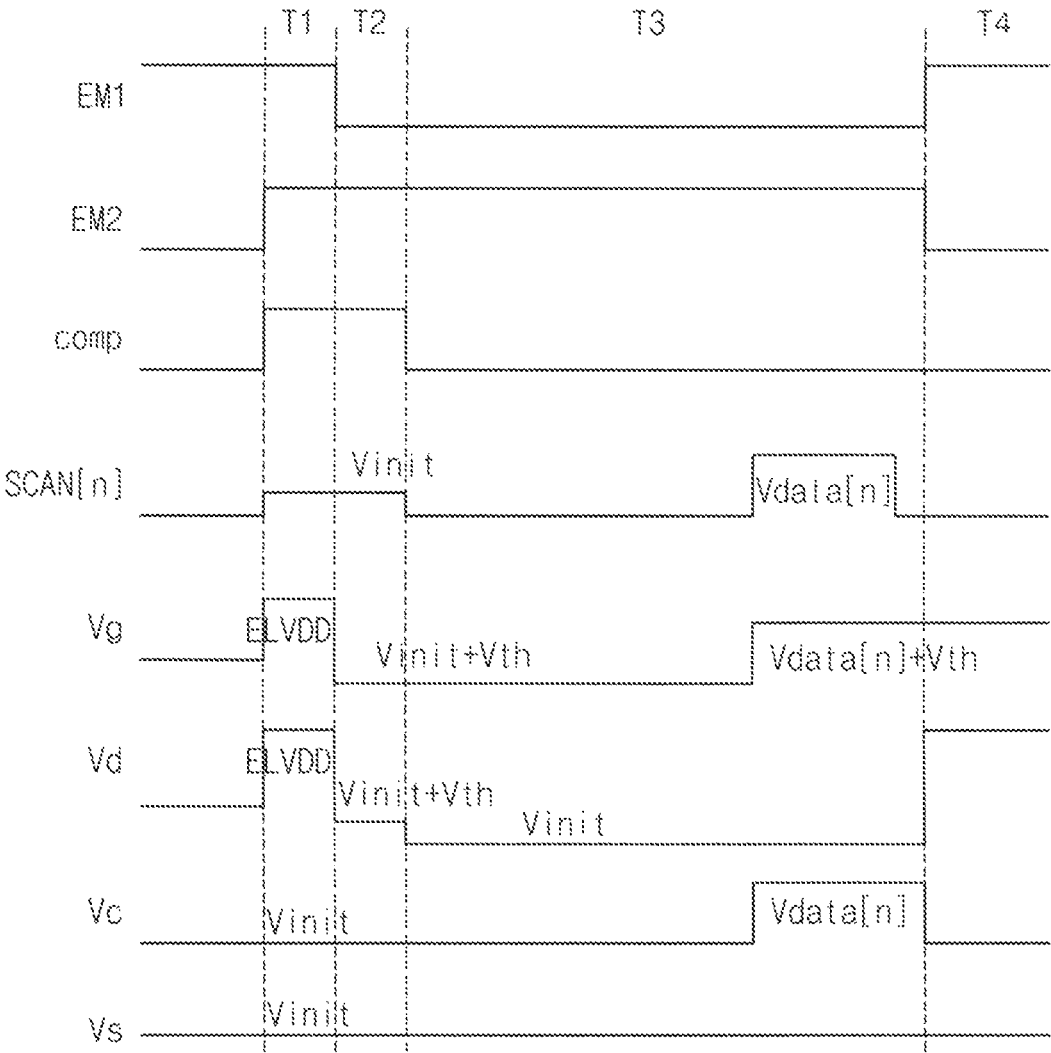 T1 T2 T3 T4
EM1
EM2
comp
Vinit
SCAN[n]
Vdata[n]
Vg
ELVDD
Vinit+Vth
Vdata[n]+Vth
Vd
ELVDD
Vinit+Vth
Vinit
Vc
Vinit
Vdata[n]
Vs
Vinit